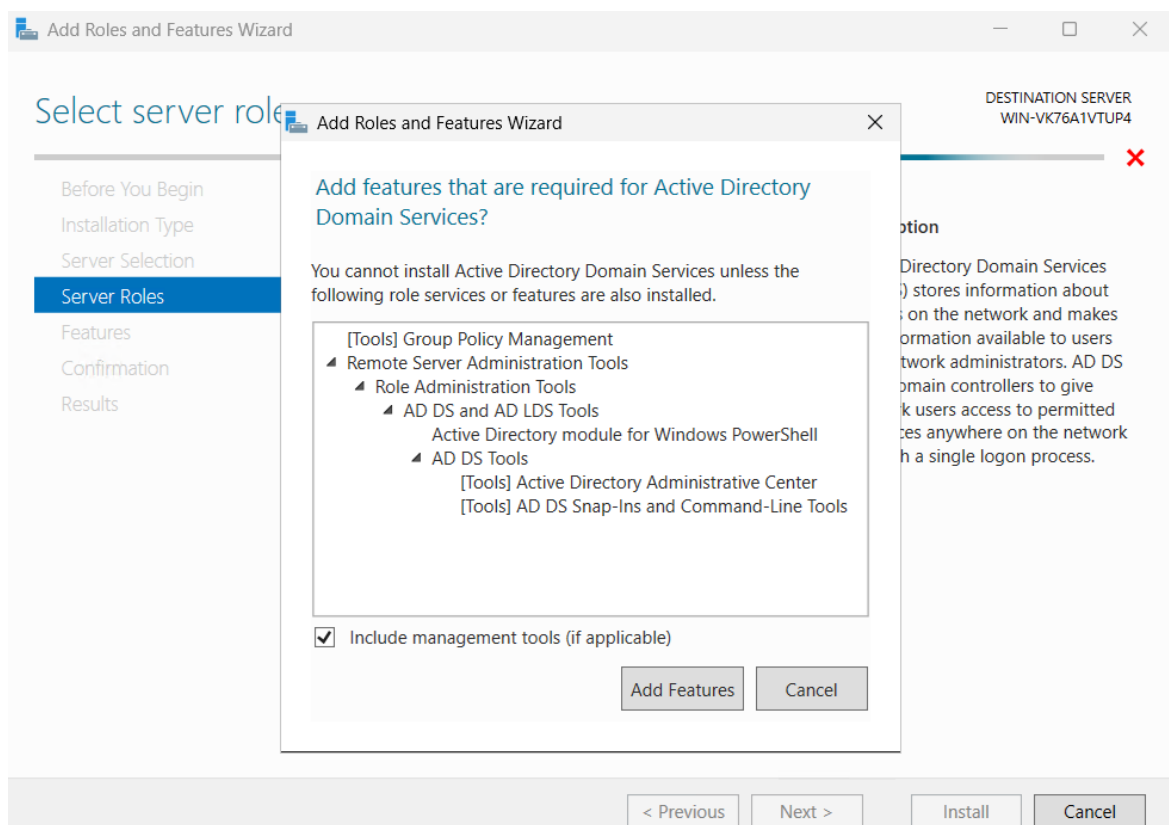 Add Roles and Features Wizard
Select server role
DESTINATION SERVER
WIN-VK76A1VTUP4
Before You Begin
Installation Type
Server Selection
Server Roles
Features
Confirmation
Results
Add Roles and Features Wizard
Add features that are required for Active Directory
Domain Services?
You cannot install Active Directory Domain Services unless the
following role services or features are also installed.
[Tools] Group Policy Management
Remote Server Administration Tools
Role Administration Tools
AD DS and AD LDS Tools
Active Directory module for Windows PowerShell
AD DS Tools
[Tools] Active Directory Administrative Center
[Tools] AD DS Snap-Ins and Command-Line Tools
Include management tools (if applicable)
Add Features
Cancel
Directory Domain Services
) stores information about
on the network and makes
available to users
administrators. AD DS
controllers to give
users access to permitted
anywhere on the network
a single logon process.
< Previous
Next >
Install
Cancel